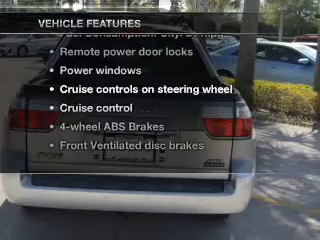 VEHICLE FEATURES
Remote power door locks
Power windows
Cruise controls on steering wheel
Cruise control
4-wheel ABS Brakes
Front Ventilated disc brakes